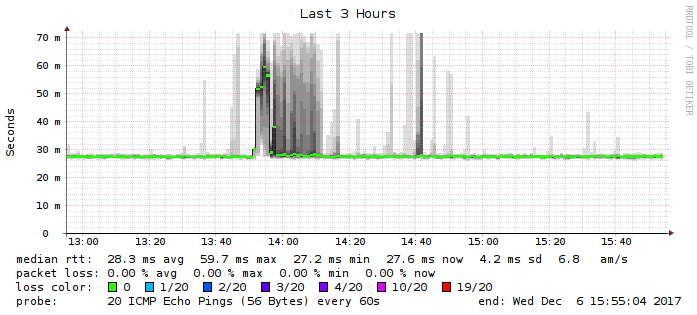 Last 3 Hours
RRDTOOL / TOBI OETIKER
Seconds
70 m
60 m
50 m
40 m
30 m
20 m
10 m
0
13:00 13:20 13:40 14:00 14:20 14:40 15:00 15:20 15:40
median rtt: 28.3 ms avg 59.7 ms max 27.2 ms min 27.6 ms now 4.2 ms sd 6.8 am/s
packet loss: 0.00 % avg 0.00 % max 0.00 % min 0.00 % now
loss color: 0 1/20 2/20 3/20 4/20 10/20 19/20
probe: 20 ICMP Echo Pings (56 Bytes) every 60s end: Wed Dec 6 15:55:04 2017